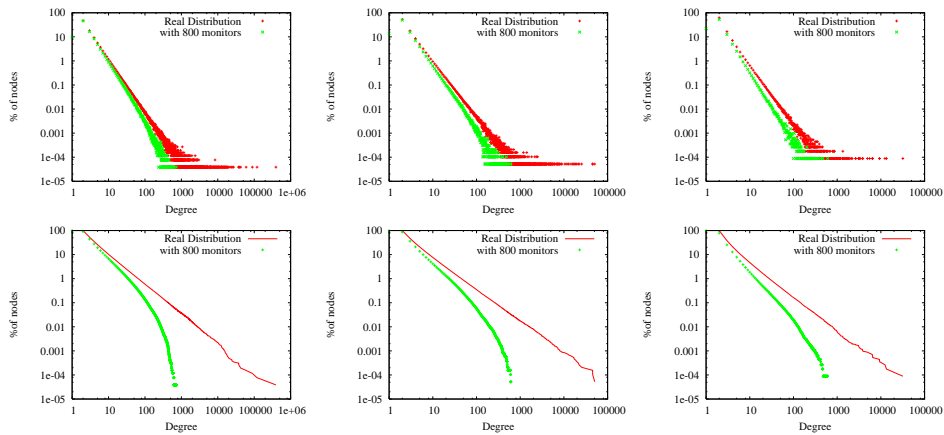 100
10
1
0.1
0.01
0.001
1e-04
1e-05
% of nodes
Real Distribution
with 800 monitors
1 10 100 1000 10000 100000 1e+06
Degree
100
10
1
0.1
0.01
0.001
1e-04
1e-05
% of nodes
Real Distribution
with 800 monitors
1 10 100 1000 10000 100000
Degree
100
10
1
0.1
0.01
0.001
1e-04
1e-05
% of nodes
Real Distribution
with 800 monitors
1 10 100 1000 10000 100000
Degree
100
10
1
0.1
0.01
0.001
1e-04
1e-05
%of nodes
Real Distribution
with 800 monitors
1 10 100 1000 10000 100000 1e+06
Degree
100
10
1
0.1
0.01
0.001
1e-04
1e-05
%of nodes
Real Distribution
with 800 monitors
1 10 100 1000 10000 100000
Degree
100
10
1
0.1
0.01
0.001
1e-04
1e-05
%of nodes
Real Distribution
with 800 monitors
1 10 100 1000 10000 100000
Degree